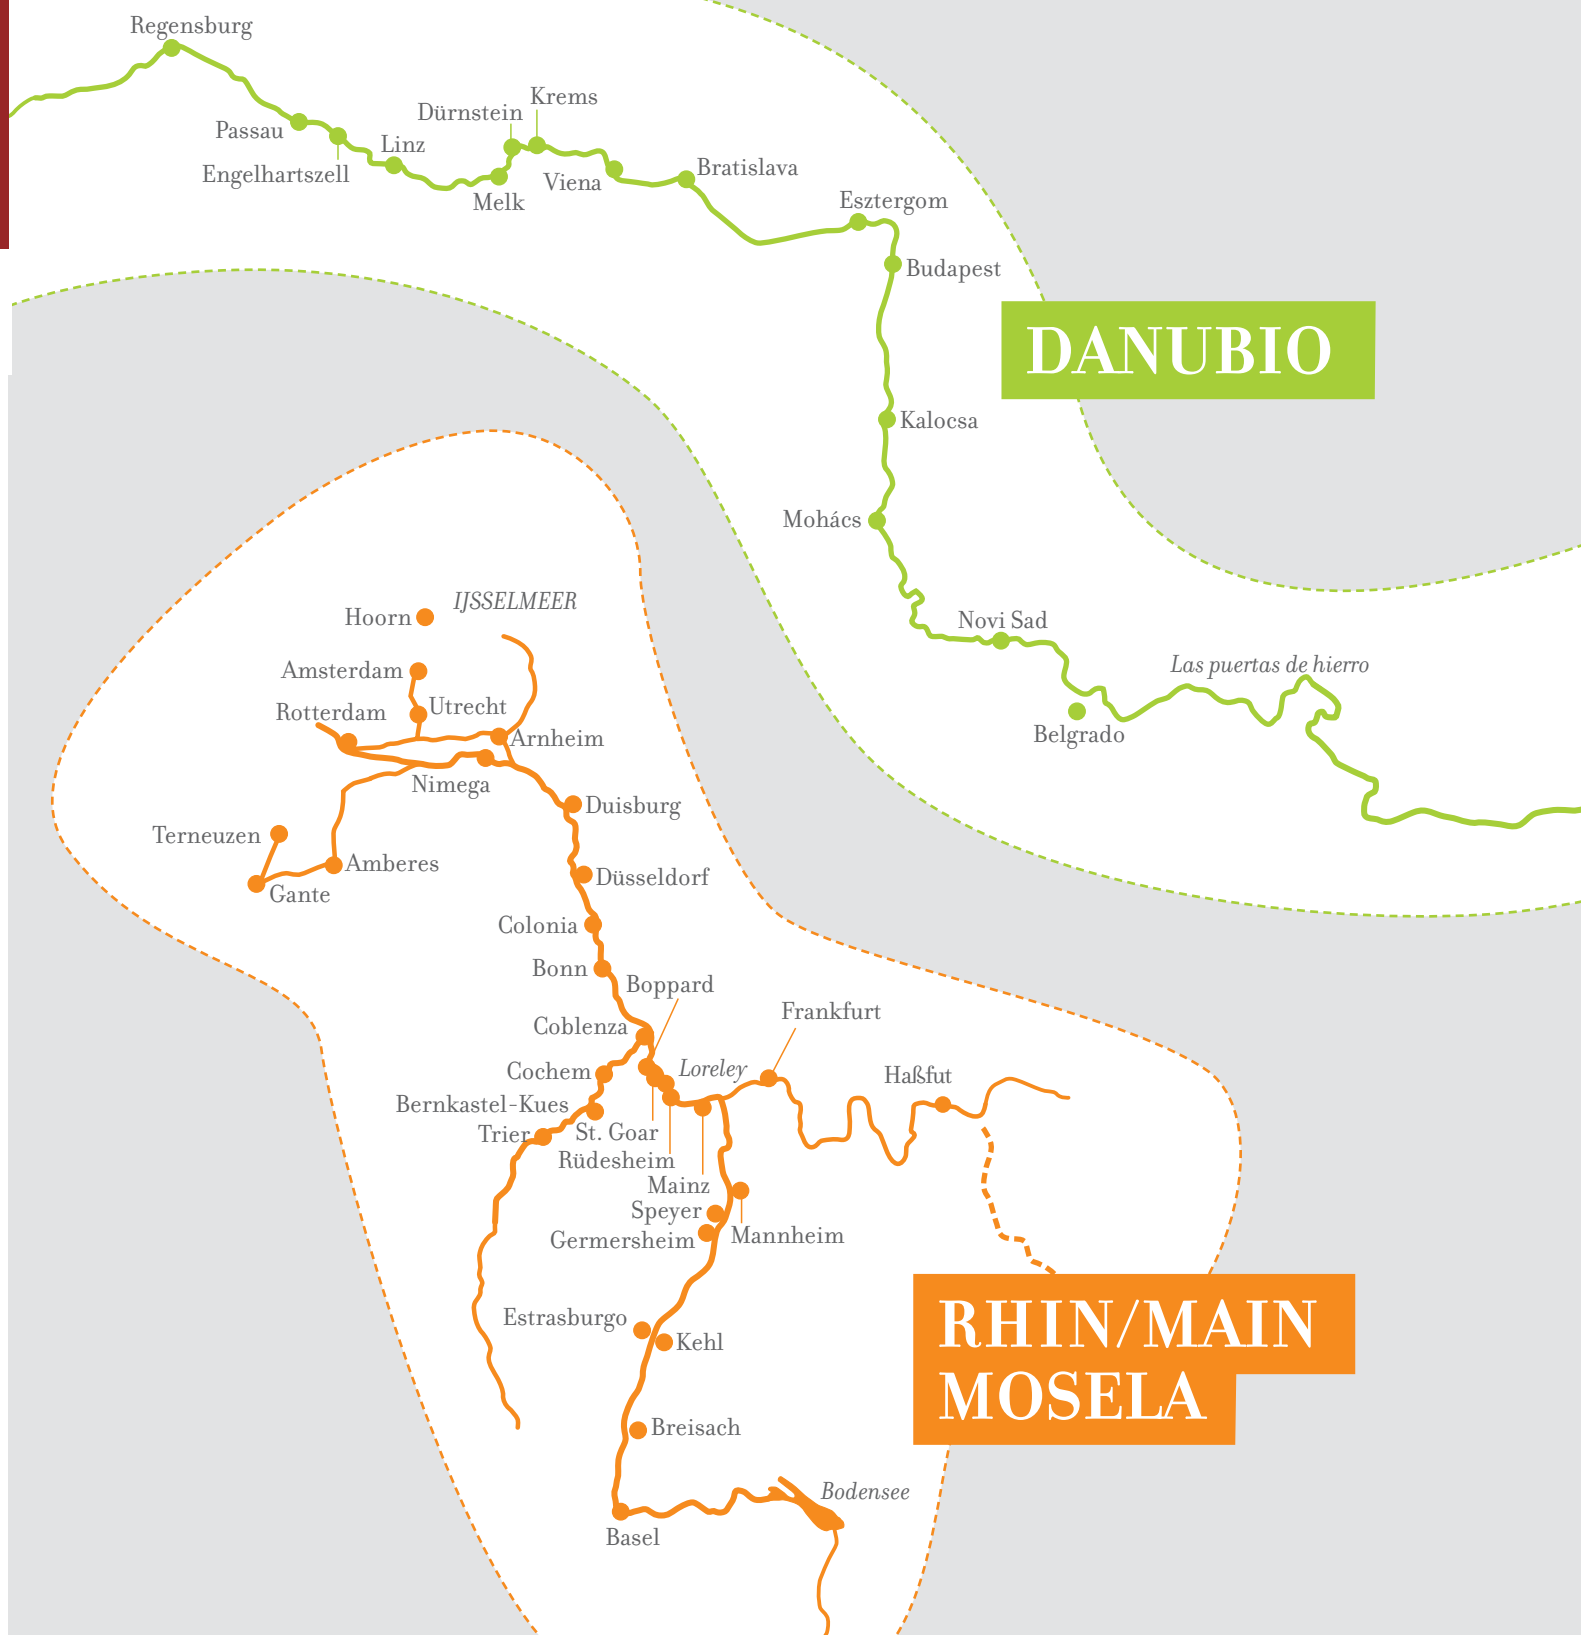 Regensburg
Krems
Dürnstein
Passau
Linz
Engelhartszell
Viena
Bratislava
Melk
Esztergom
Budapest
DANUBIO
Kalocsa
Mohács
Novi Sad
Las puertas de hierro
Belgrado
IJSSELMEER
Hoorn
Amsterdam
Utrecht
Rotterdam
Arnheim
Nimega
Duisburg
Terneuzen
Amberes
Gante
Düsseldorf
Colonia
Bonn
Boppard
Frankfurt
Coblenza
Loreley
Cochem
Haßfut
Bernkastel-Kues
Trier
St. Goar
Rüdesheim
Mainz
Speyer
Mannheim
Germersheim
Estrasburgo
Kehl
RHIN/MAIN
MOSELA
Breisach
Bodensee
Basel